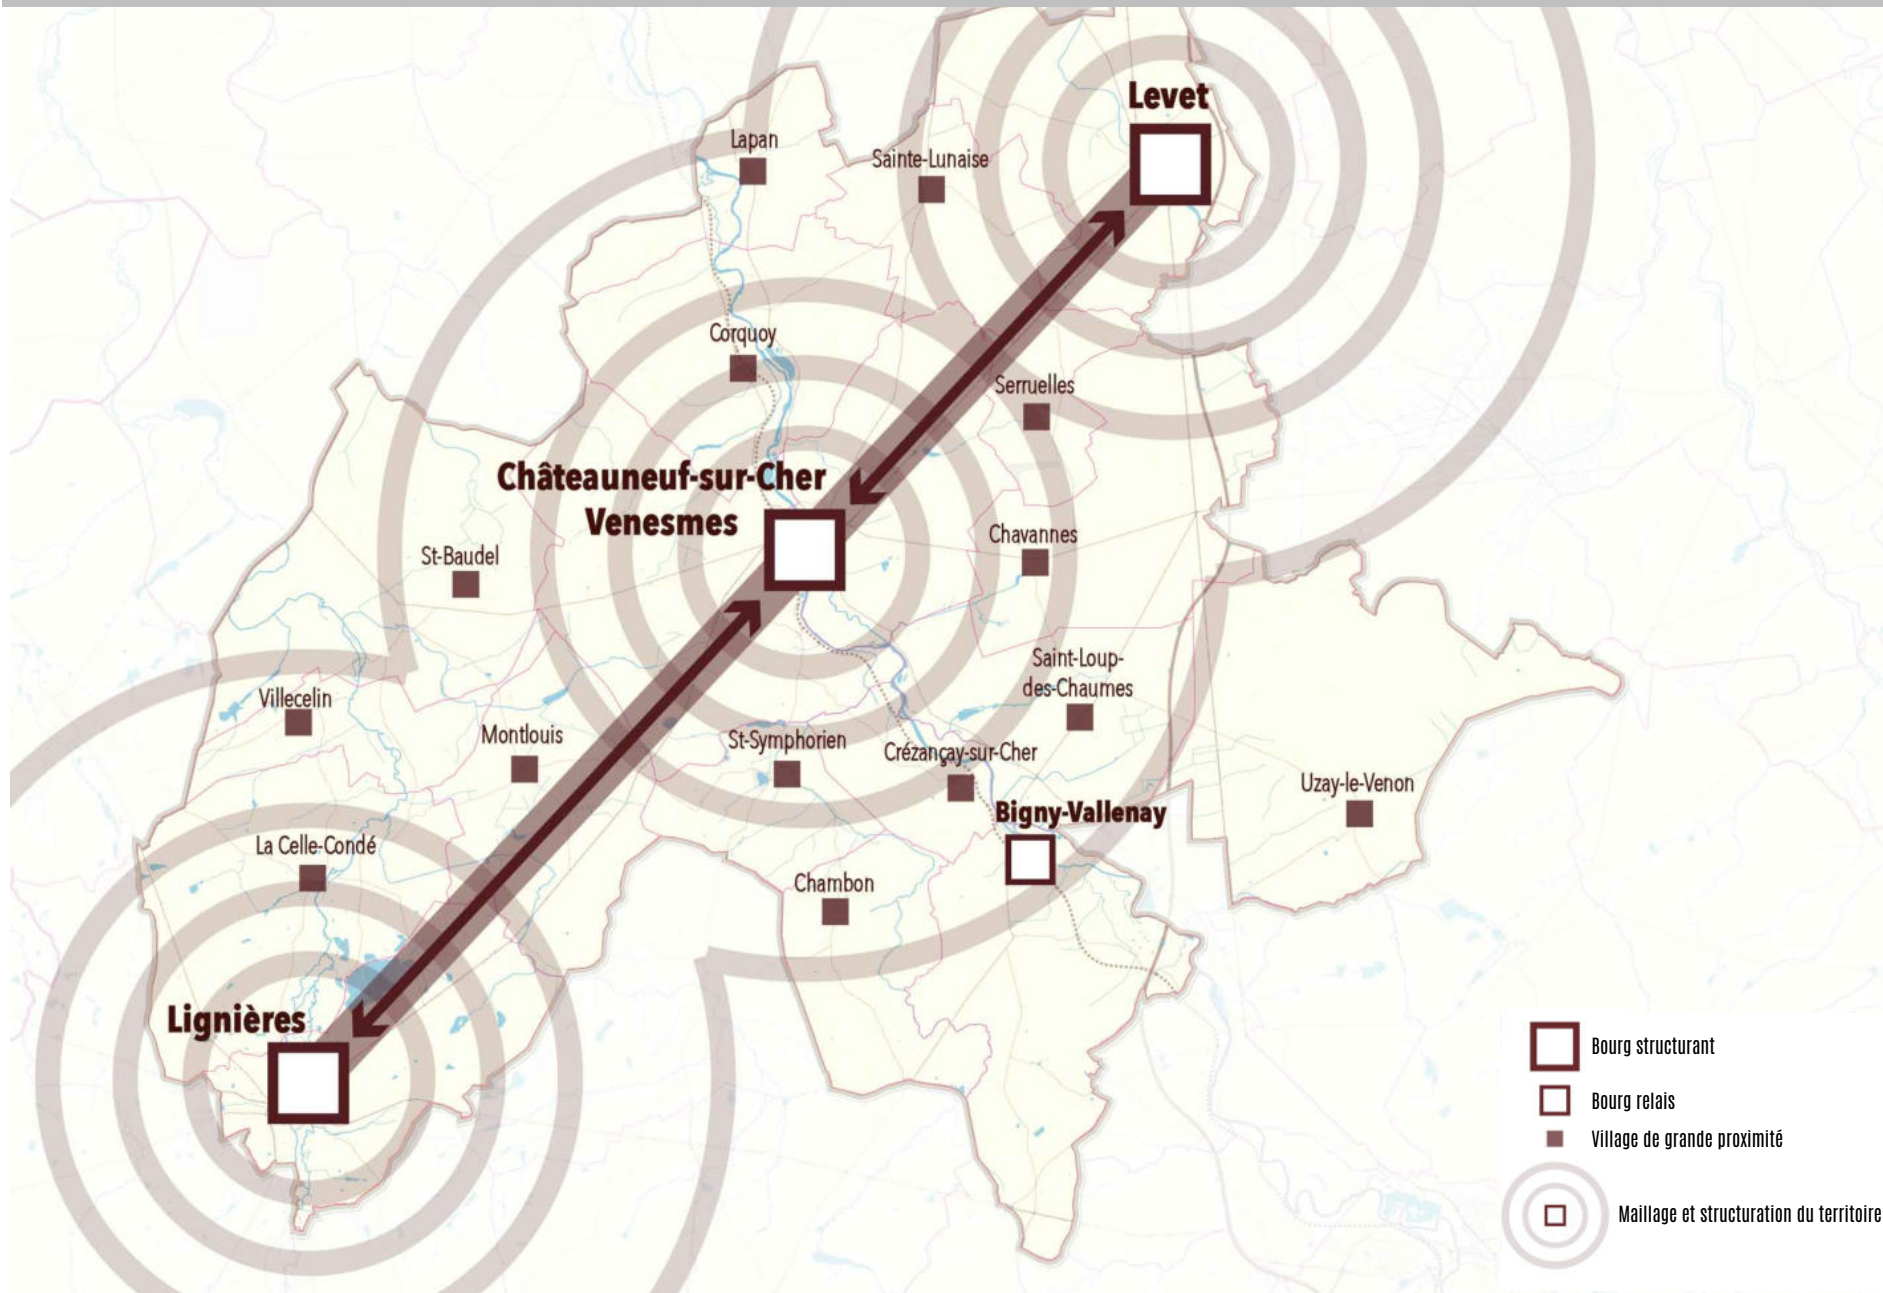 Levet
Lapan
Sainte-Lunaise
Corquoy
Serruelles
Châteauneuf-sur-Cher
Venesmes
Chavannes
St-Baudel
Saint-Loup-
des-Chaumes
Villecelin
Montlouis
St-Symphorien
Crézançay-sur-Cher
Uzay-le-Venon
Bigny-Vallenay
La Celle-Condé
Chambon
Lignières
Bourg structurant
Bourg relais
Village de grande proximité
Maillage et structuration du territoire